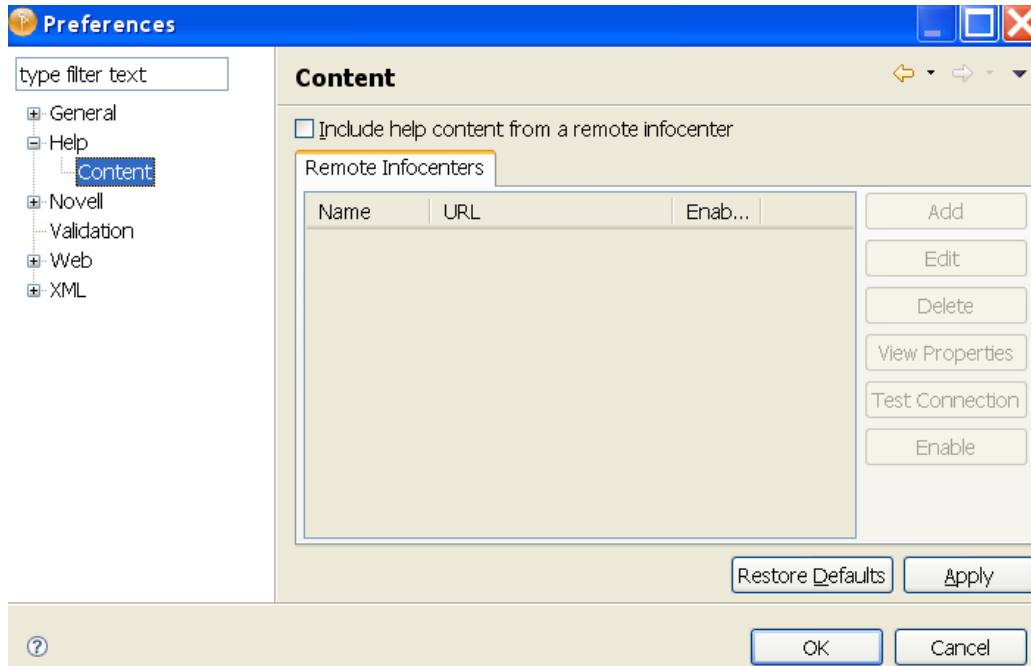 Preferences
type filter text
General
Help
Content
Novell
Validation
Web
XML
Content
Include help content from a remote infocenter
Remote Infocenters
Name URL Enab...
Add
Edit
Delete
View Properties
Test Connection
Enable
Restore Defaults Apply
? OK Cancel